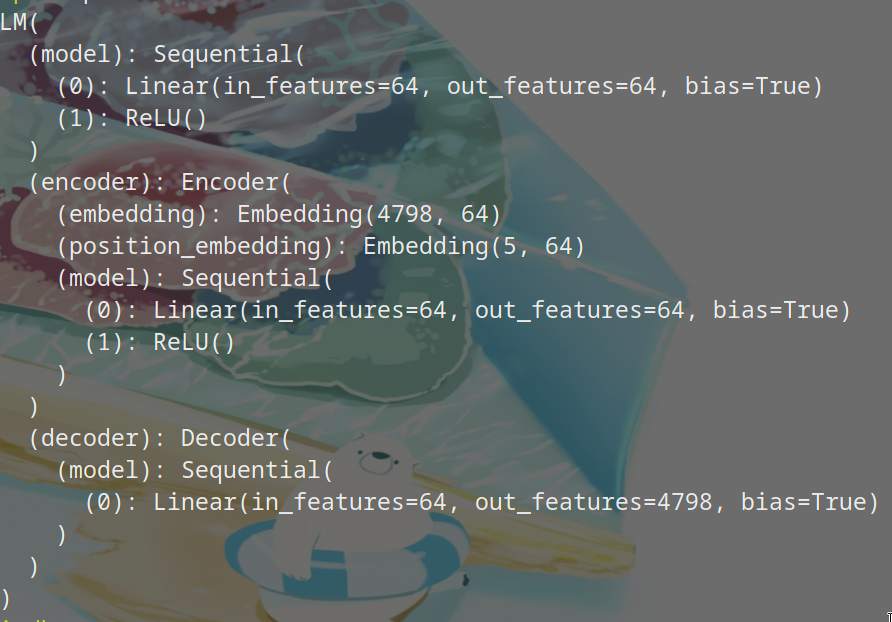 LM(
  (model): Sequential(
    (0): Linear(in_features=64, out_features=64, bias=True)
    (1): ReLU()
  )
  (encoder): Encoder(
    (embedding): Embedding(4798, 64)
    (position_embedding): Embedding(5, 64)
    (model): Sequential(
      (0): Linear(in_features=64, out_features=64, bias=True)
      (1): ReLU()
    )
  )
  (decoder): Decoder(
    (model): Sequential(
      (0): Linear(in_features=64, out_features=4798, bias=True)
    )
  )
)